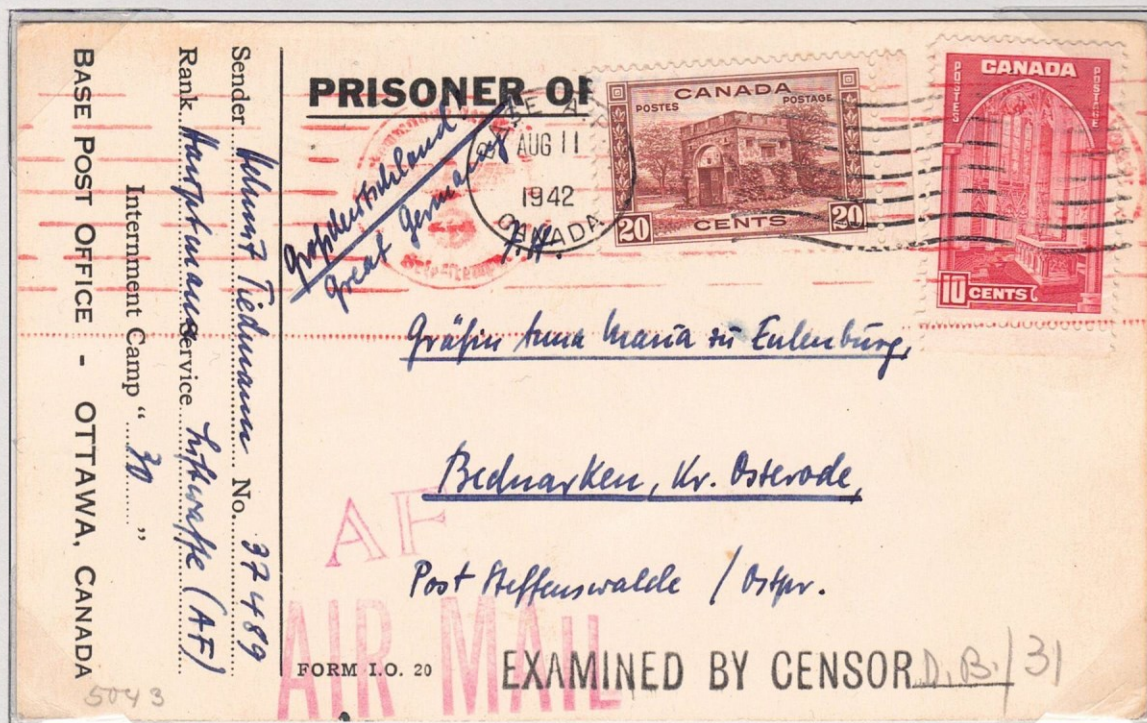 BASE POST OFFICE - OTTAWA, CANADA
Sender Helmut Tiedmann No. 37489
Rank Hauptmann Service Luftwaffe (AF)
Internment Camp " 30 "
PRISONER OF
Großdeutschland
Great Germany
AUG 11
1942
CANADA
CANADA
POSTES POSTAGE
20 CENTS 20
CANADA
POSTES POSTAGE
10 CENTS
Gräfin Anna Maria zu Eulenburg,
Bednarken, Kr. Osterode,
Post Steffenswalde / Ostpr.
AF
AIR MAIL
FORM I.O. 20
EXAMINED BY CENSOR D.B./31
5043